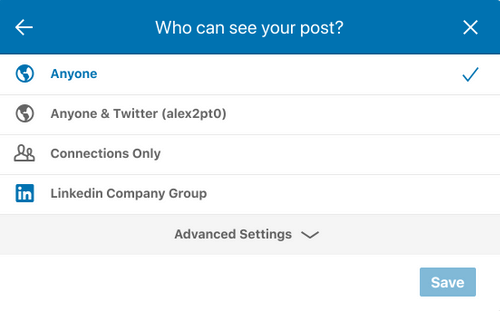 Who can see your post?
Anyone
Anyone & Twitter (alex2pt0)
Connections Only
in Linkedin Company Group
Advanced Settings
Save